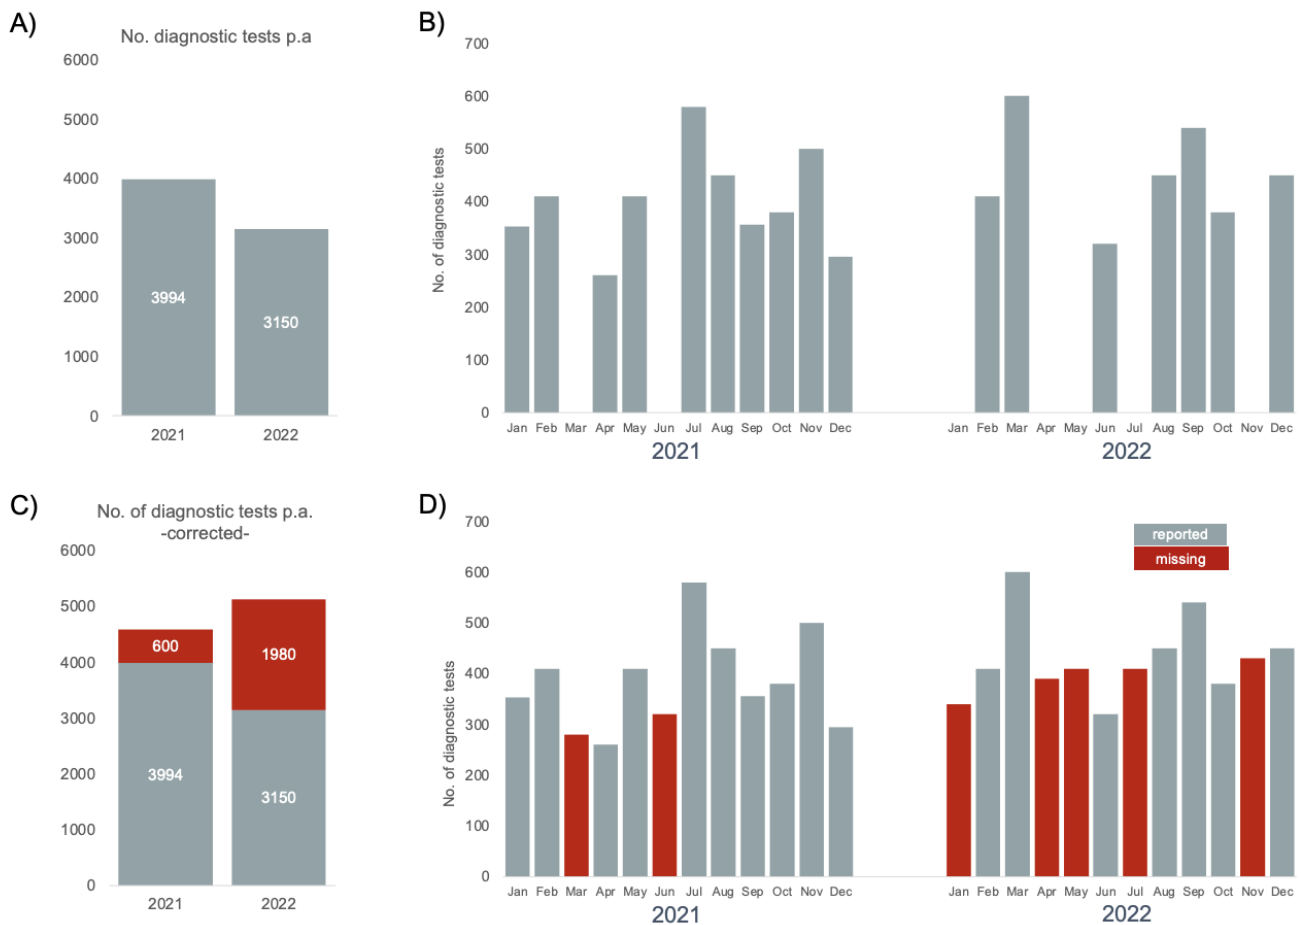 A)
No. diagnostic tests p.a
6000
5000
4000
3000
2000
1000
0
3994
3150
2021
2022
B)
700
600
500
400
300
200
100
0
No. of diagnostic tests
Jan Feb Mar Apr May Jun Jul Aug Sep Oct Nov Dec
Jan Feb Mar Apr May Jun Jul Aug Sep Oct Nov Dec
2021
2022
C)
No. of diagnostic tests p.a.
-corrected-
6000
5000
4000
3000
2000
1000
0
600
1980
3994
3150
2021
2022
D)
700
600
500
400
300
200
100
0
No. of diagnostic tests
reported
missing
Jan Feb Mar Apr May Jun Jul Aug Sep Oct Nov Dec
Jan Feb Mar Apr May Jun Jul Aug Sep Oct Nov Dec
2021
2022